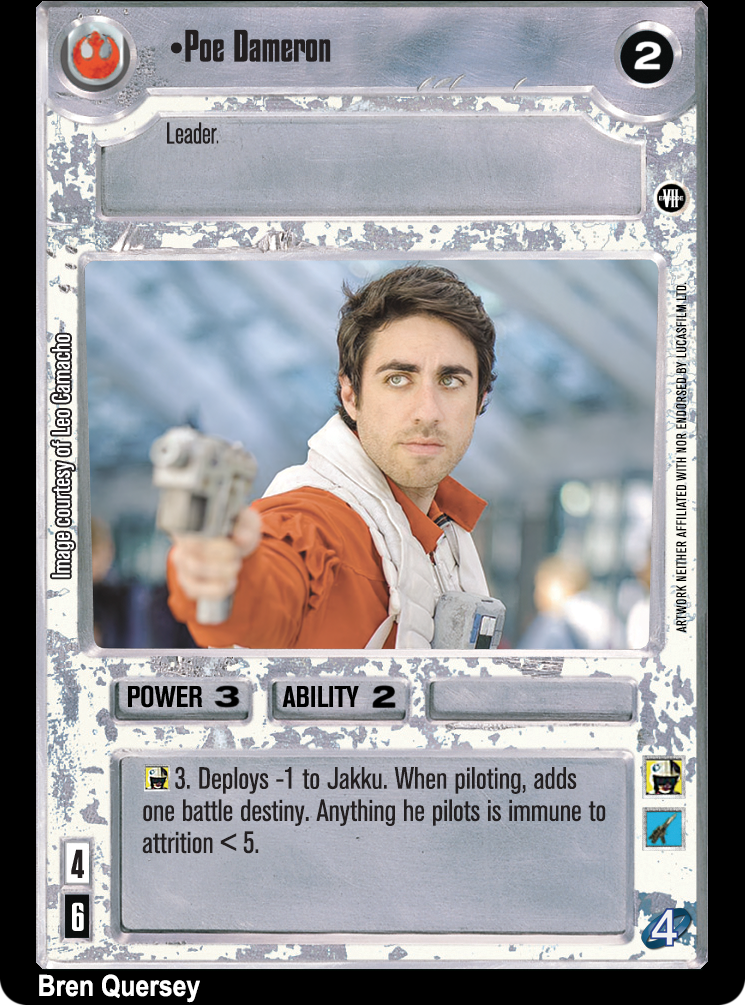 •Poe Dameron
2
Leader.
EPISODE VII
Image courtesy of Leo Camacho
ARTWORK NEITHER AFFILIATED WITH NOR ENDORSED BY LUCASFILM LTD.
POWER 3
ABILITY 2
3. Deploys -1 to Jakku. When piloting, adds
one battle destiny. Anything he pilots is immune to
attrition < 5.
4
6
4
Bren Quersey